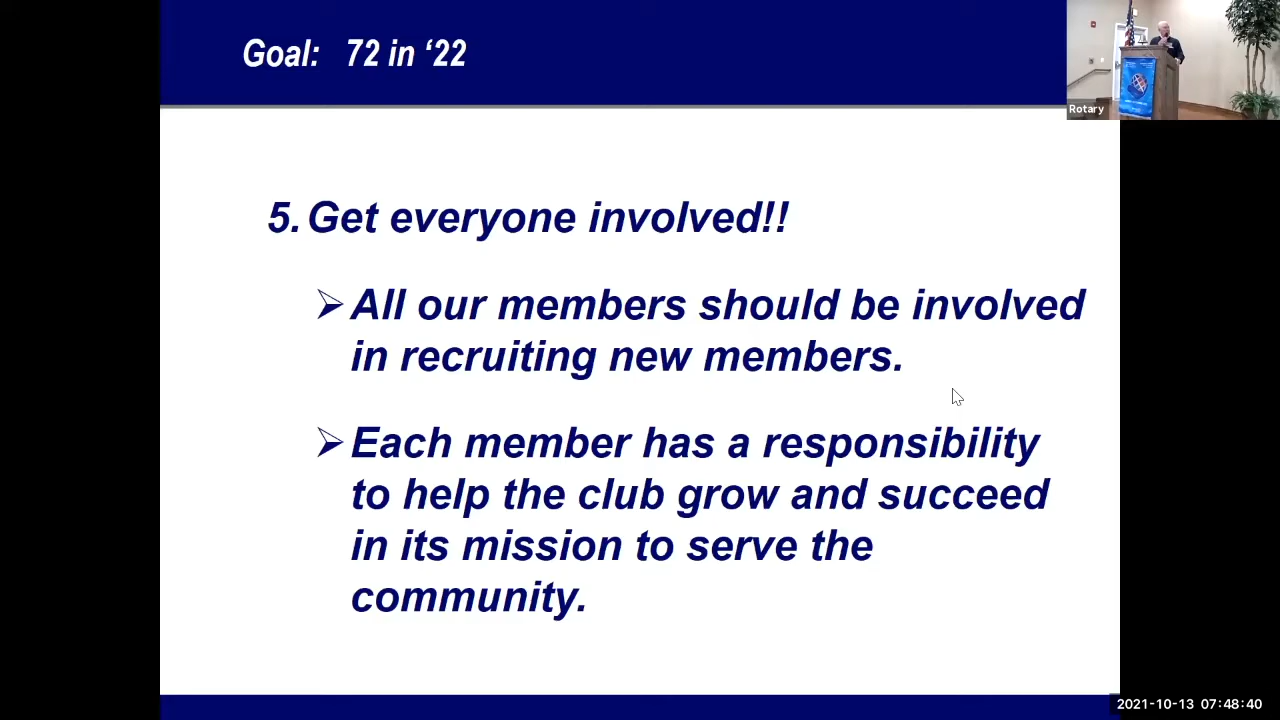 Goal: 72 in ‘22
Rotary
5. Get everyone involved!!
➢ All our members should be involved
in recruiting new members.
➢ Each member has a responsibility
to help the club grow and succeed
in its mission to serve the
community.
2021-10-13 07:48:40